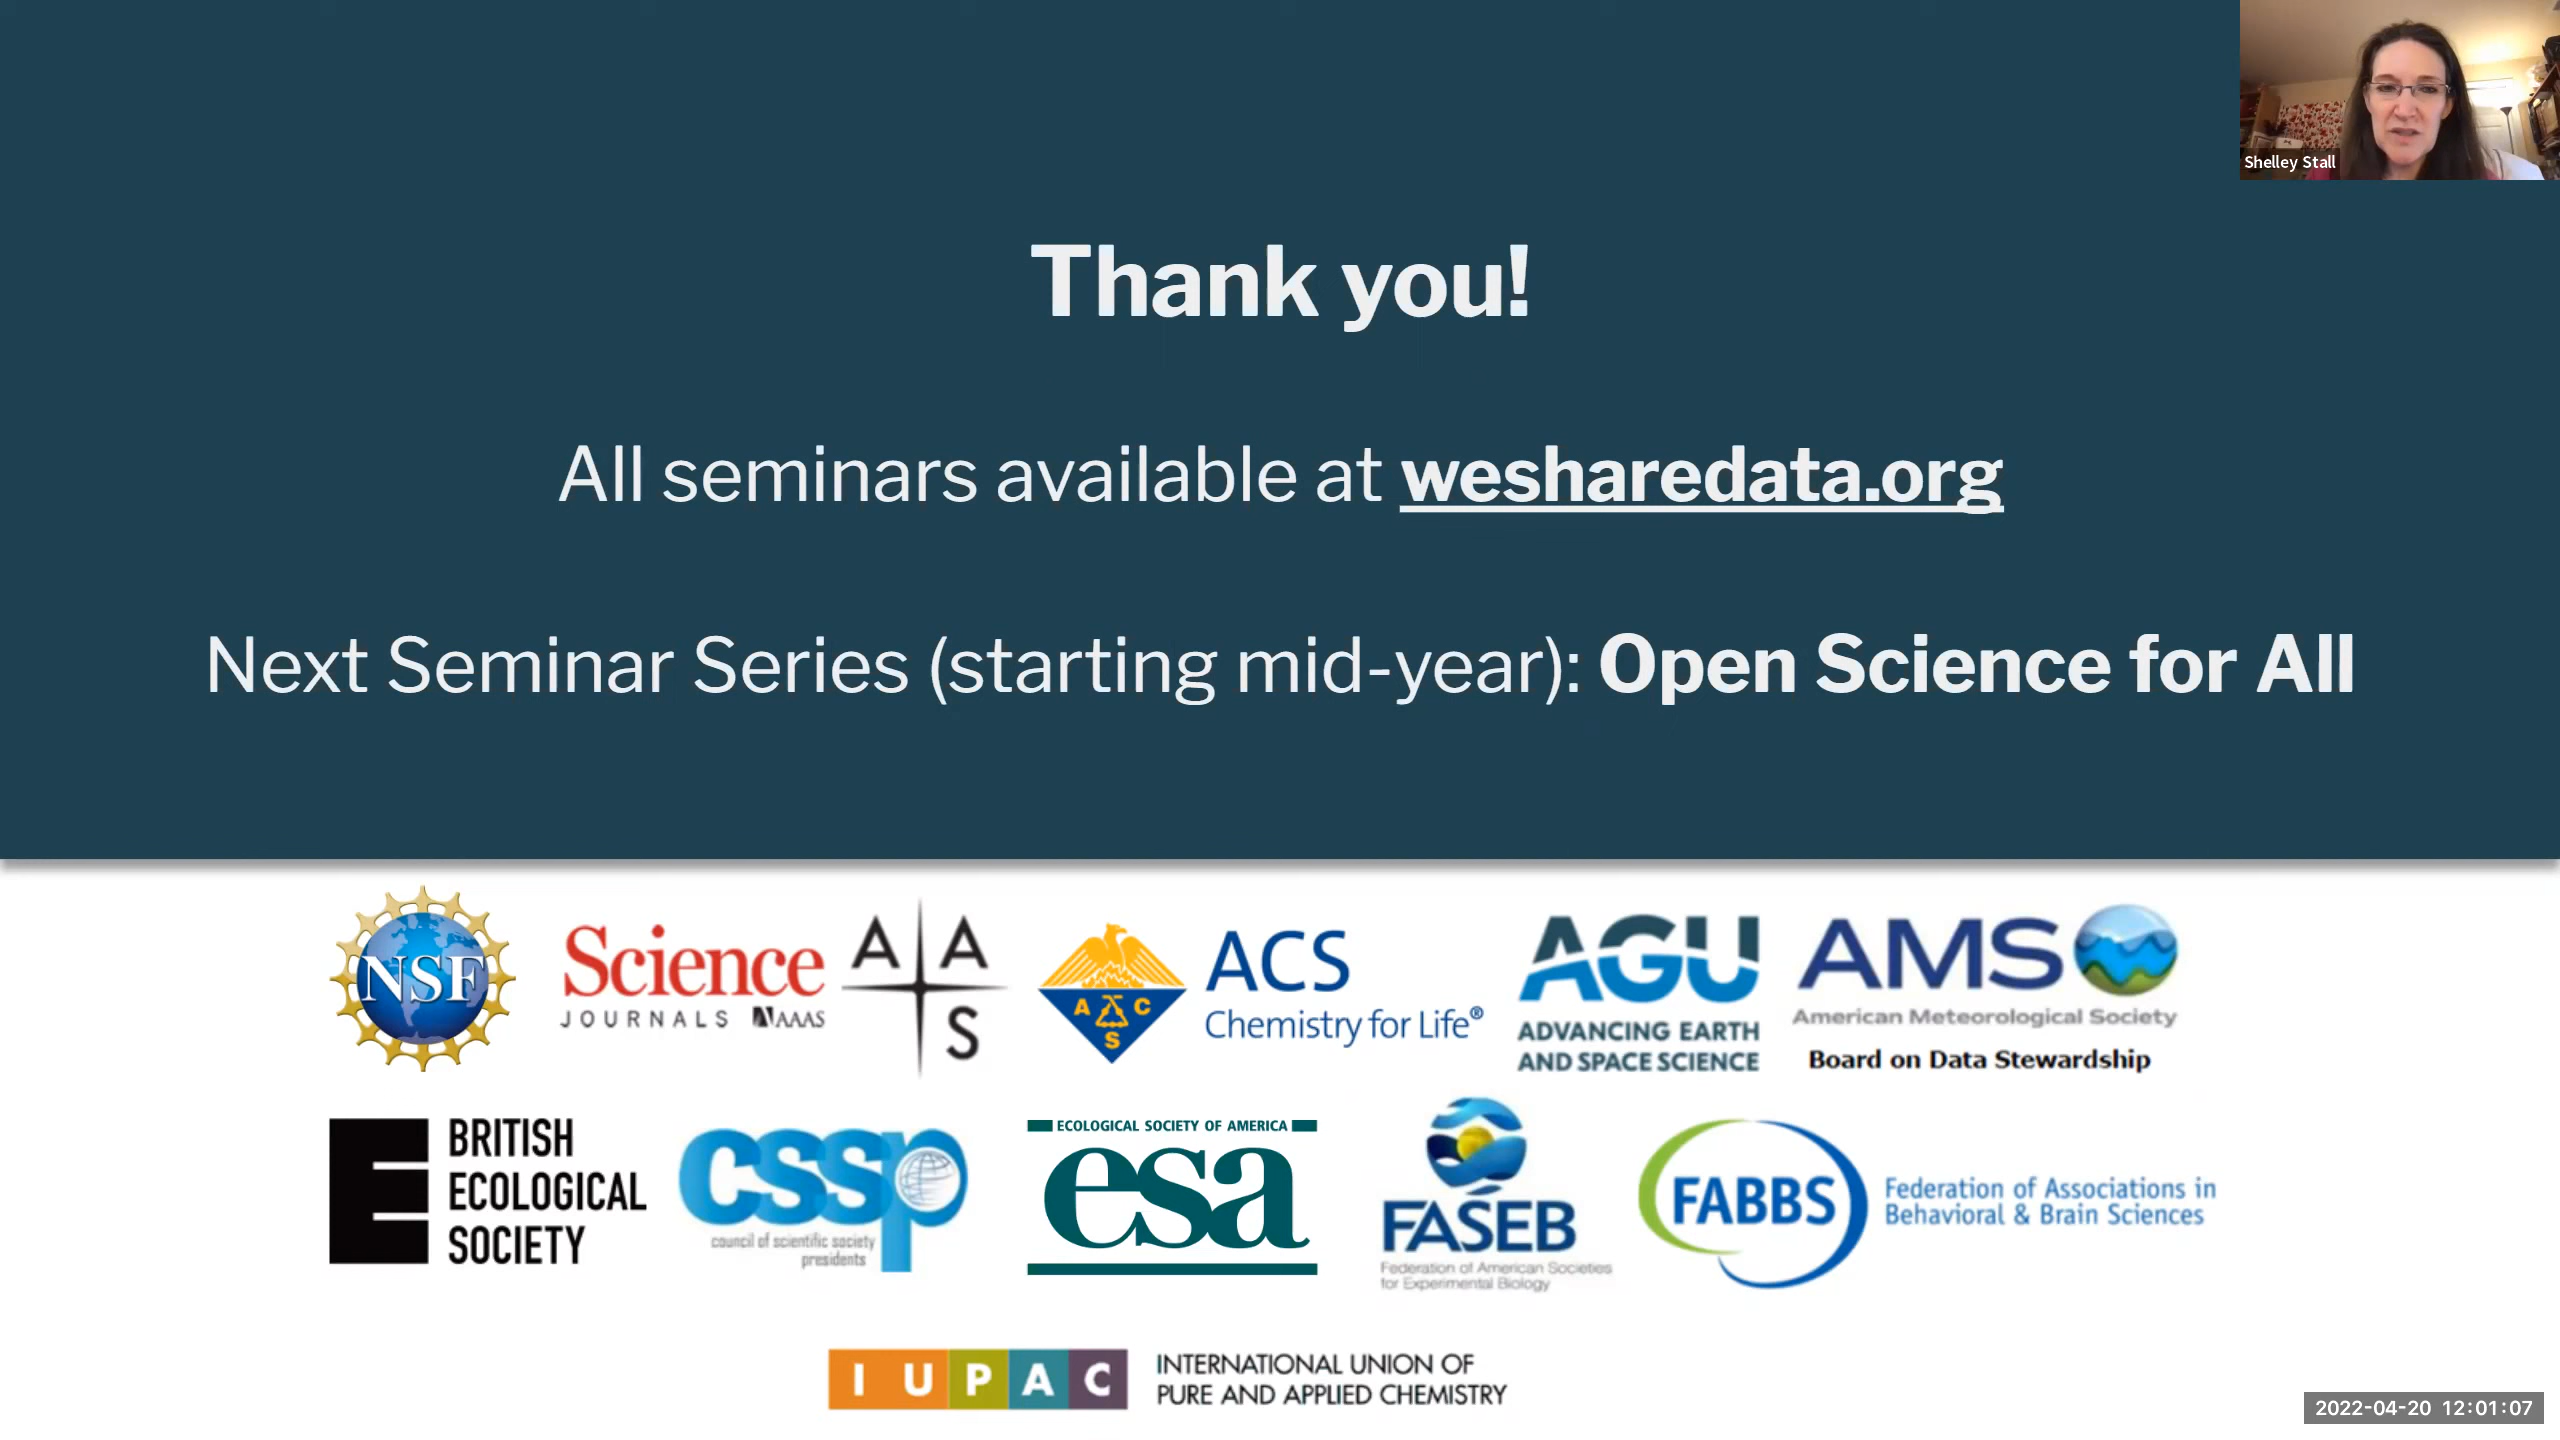 Shelley Stall
Thank you!
All seminars available at wesharedata.org
Next Seminar Series (starting mid-year): Open Science for All
NSF
Science
JOURNALS AAAS
A A
S
A C
S
ACS
Chemistry for Life®
AGU
ADVANCING EARTH
AND SPACE SCIENCE
AMS
American Meteorological Society
Board on Data Stewardship
BRITISH
ECOLOGICAL
SOCIETY
cssp
council of scientific society
presidents
ECOLOGICAL SOCIETY OF AMERICA
esa
FASEB
Federation of American Societies
for Experimental Biology
FABBS
Federation of Associations in
Behavioral & Brain Sciences
IUPAC
INTERNATIONAL UNION OF
PURE AND APPLIED CHEMISTRY
2022-04-20 12:01:07